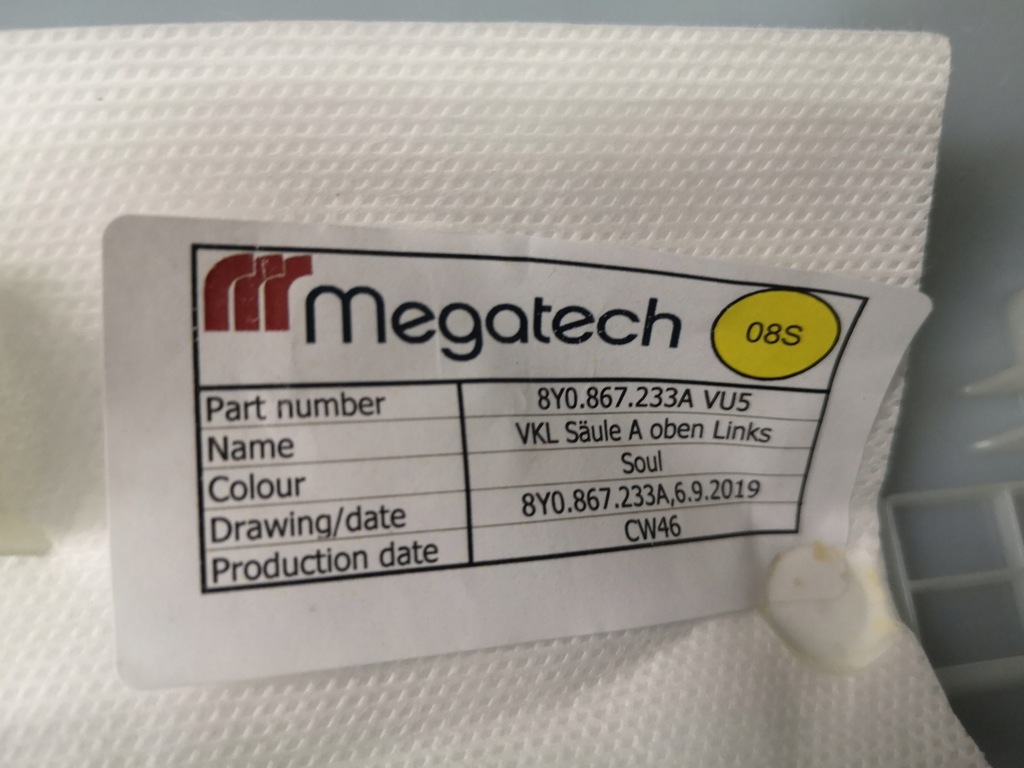 Megatech 08S
Part number 8Y0.867.233A VU5
Name VKL Säule A oben Links
Colour Soul
Drawing/date 8Y0.867.233A,6.9.2019
Production date CW46